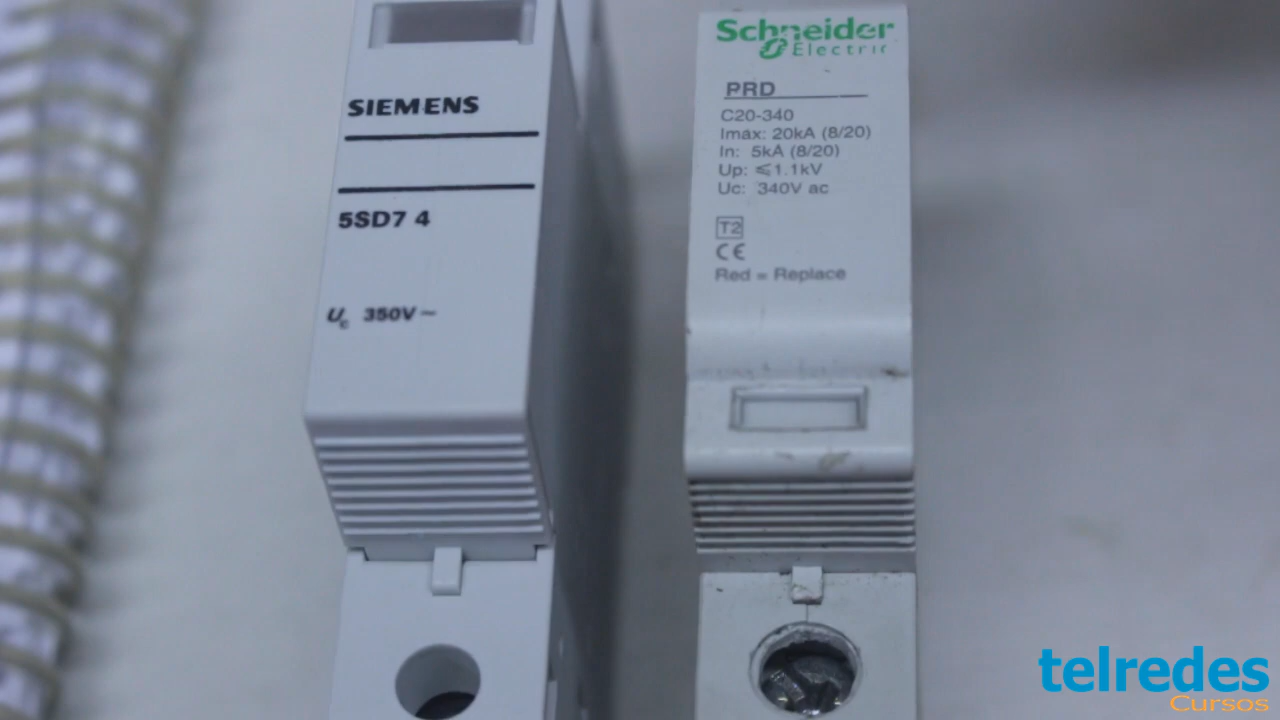 SIEMENS
5SD7 4
Uc 350V ~
Schneider
Electric
PRD
C20-340
Imax: 20kA (8/20)
In: 5kA (8/20)
Up: ⩽1.1kV
Uc: 340V ac
T2
CE
Red = Replace
telredes
Cursos